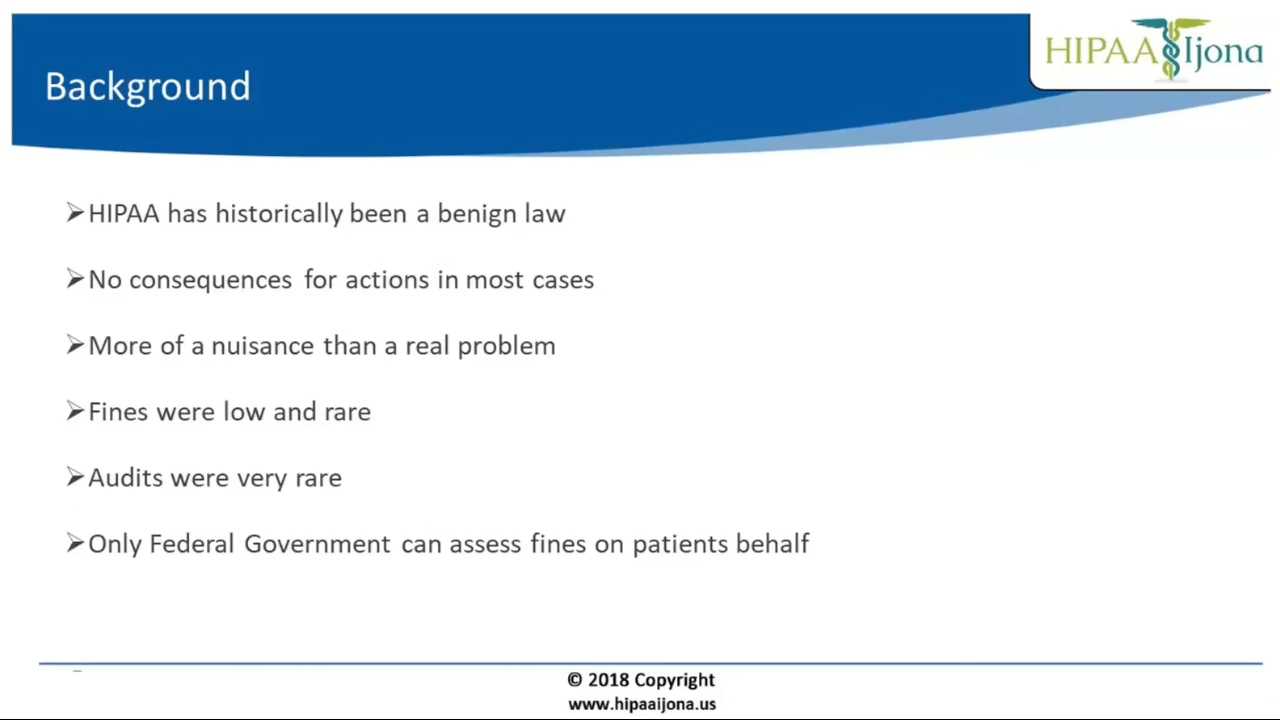 HIPAA Ijona
Background
➢HIPAA has historically been a benign law
➢No consequences for actions in most cases
➢More of a nuisance than a real problem
➢Fines were low and rare
➢Audits were very rare
➢Only Federal Government can assess fines on patients behalf
© 2018 Copyright
www.hipaaijona.us